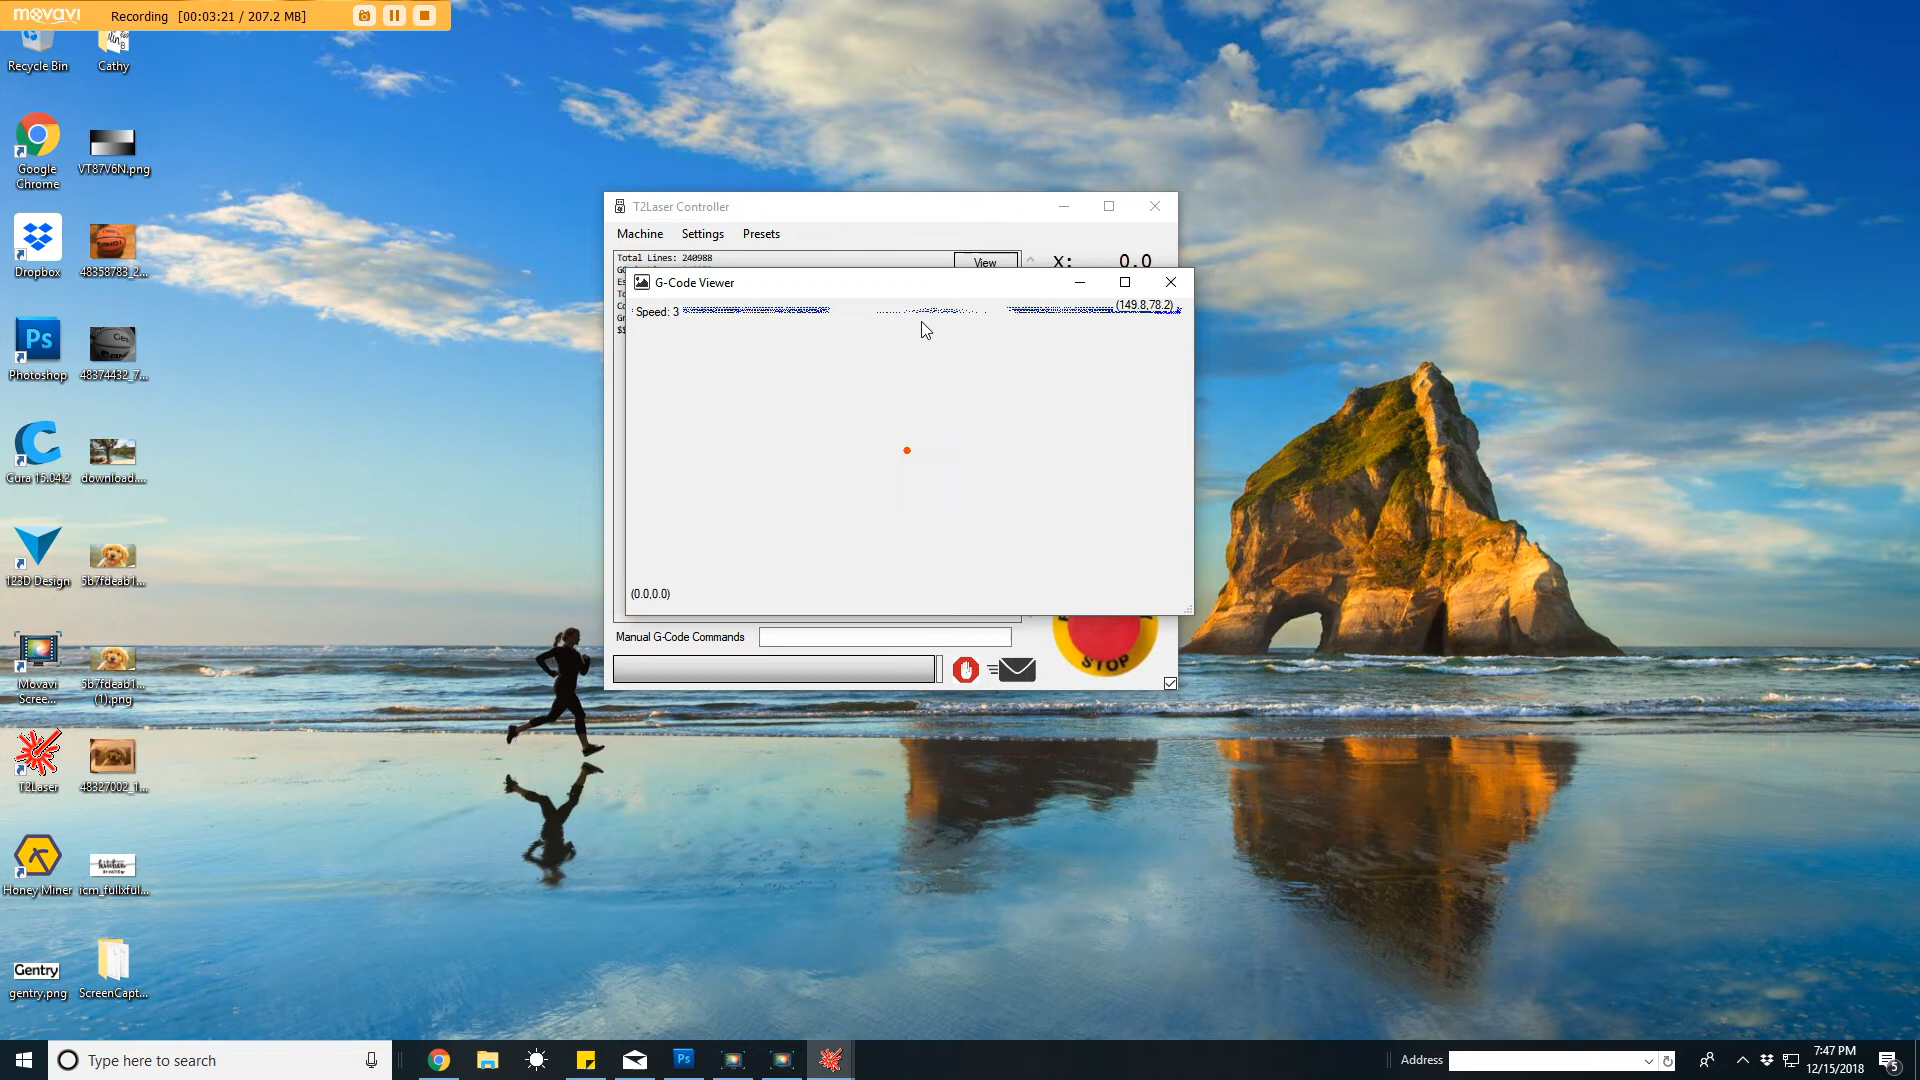 movavi
Recording [00:03:21 / 207.2 MB]
Recycle Bin
Cathy
Google Chrome
VT87V6N.png
Dropbox
48358783_2...
Ps
Photoshop
48374432_7...
Cura 15.04.2
download....
123D Design
5b7fdeab1...
Movavi Scree...
5b7fdeab1... (1).png
T2Laser
48327002_1...
Honey Miner
kitchen
icm_fullxful...
Gentry
gentry.png
ScreenCapt...
T2Laser Controller
Machine Settings Presets
Total Lines: 240988
View
X: 0.0
G-Code Viewer
Speed: 3
(149.8,78.2)
(0.0,0.0)
Manual G-Code Commands
STOP
Type here to search
Ps
Address
7:47 PM
12/15/2018
5